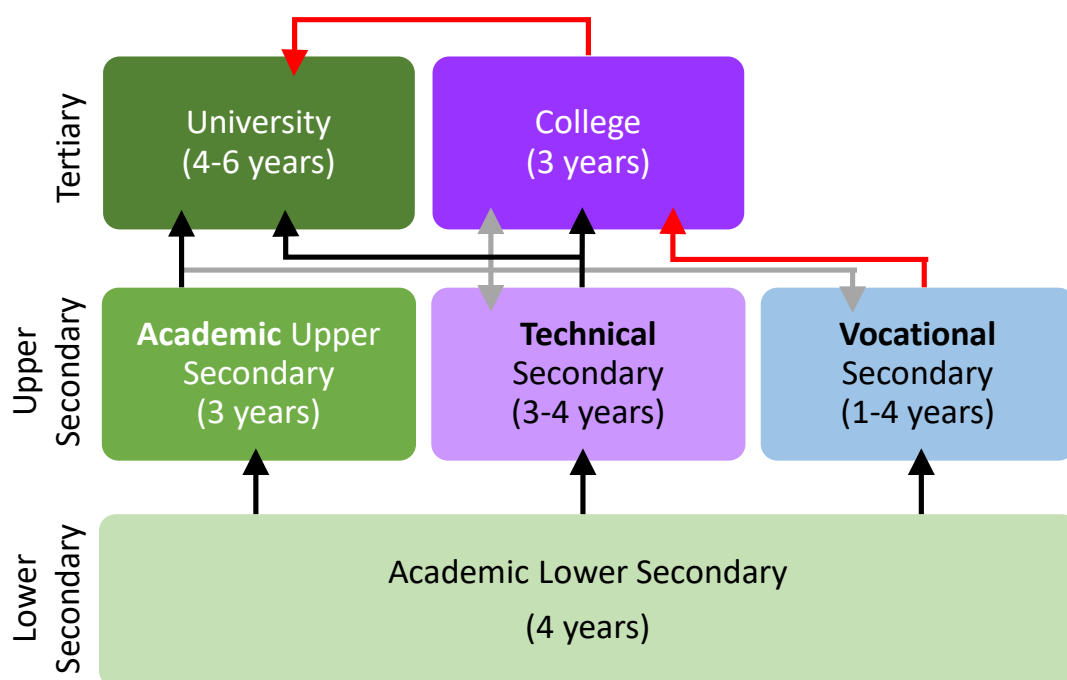 Tertiary
University
(4-6 years)
College
(3 years)
Upper
Secondary
Academic Upper
Secondary
(3 years)
Technical
Secondary
(3-4 years)
Vocational
Secondary
(1-4 years)
Lower
Secondary
Academic Lower Secondary
(4 years)